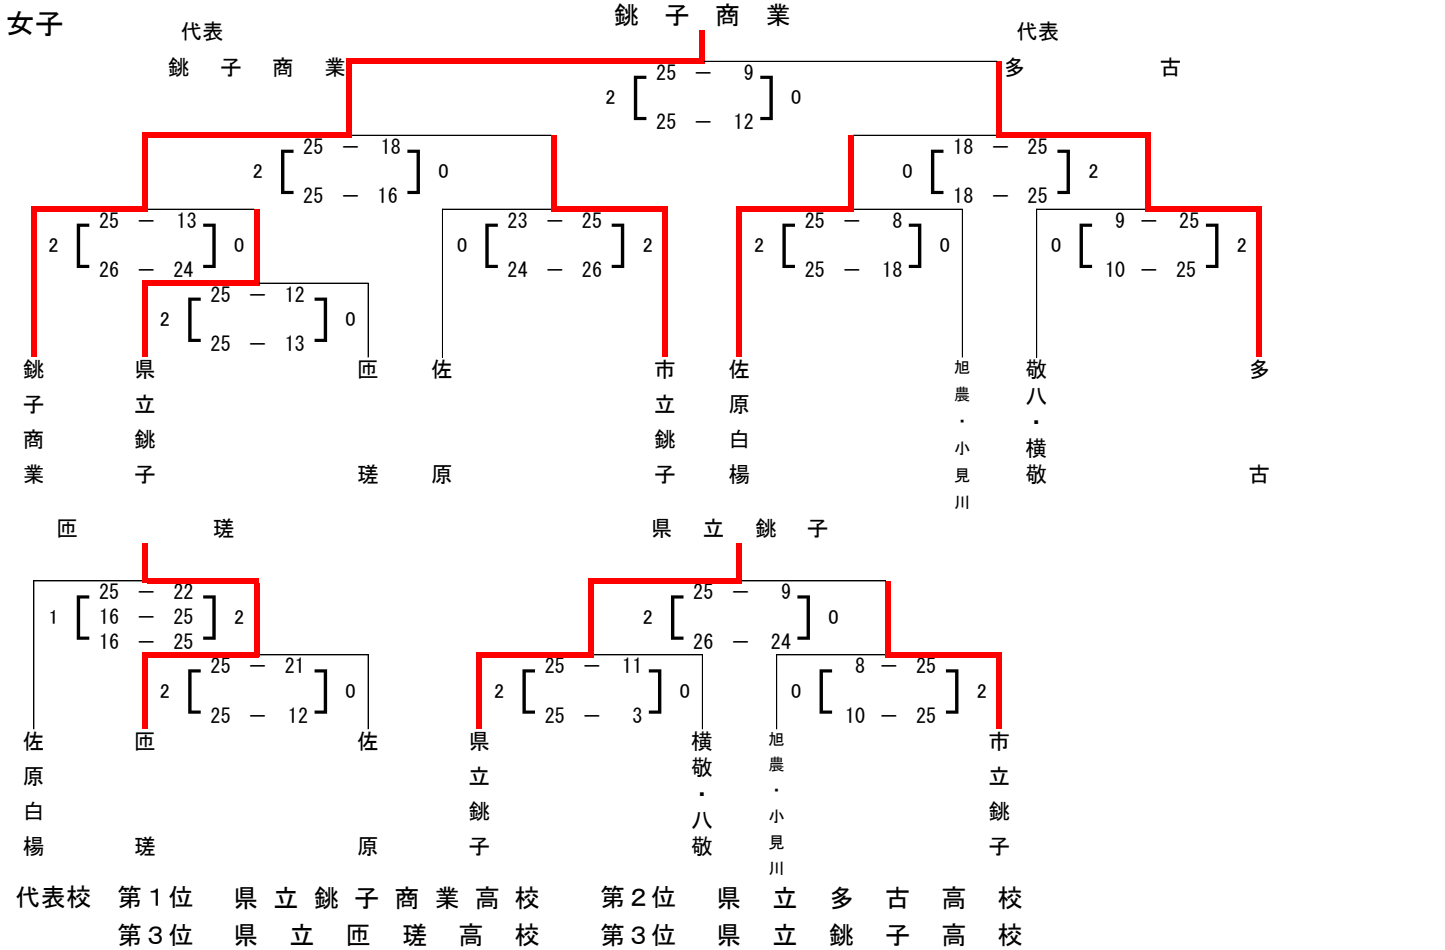 女子
銚子商業
代表 代表
銚子商業 多古
25 － 9
2 0
25 － 12
25 － 18 18 － 25
2 0 0 2
25 － 16 18 － 25
25 － 13 23 － 25 25 － 8 9 － 25
2 0 0 2 2 0 0 2
26 － 24 24 － 26 25 － 18 10 － 25
25 － 12
2 0
25 － 13
銚子商業
県立銚子
匝瑳
佐原
市立銚子
佐原白楊
旭農・小見川
敬八・横敬
多古
匝瑳 県立銚子
25 － 22 25 － 9
1 16 － 25 2 2 0
16 － 25 26 － 24
25 － 21 25 － 11 8 － 25
2 0 2 0 0 2
25 － 12 25 － 3 10 － 25
佐原白楊
匝瑳
佐原
県立銚子
横敬・八敬
旭農・小見川
市立銚子
代表校 第１位 県立銚子商業高校 第２位 県立多古高校
第３位 県立匝瑳高校 第３位 県立銚子高校